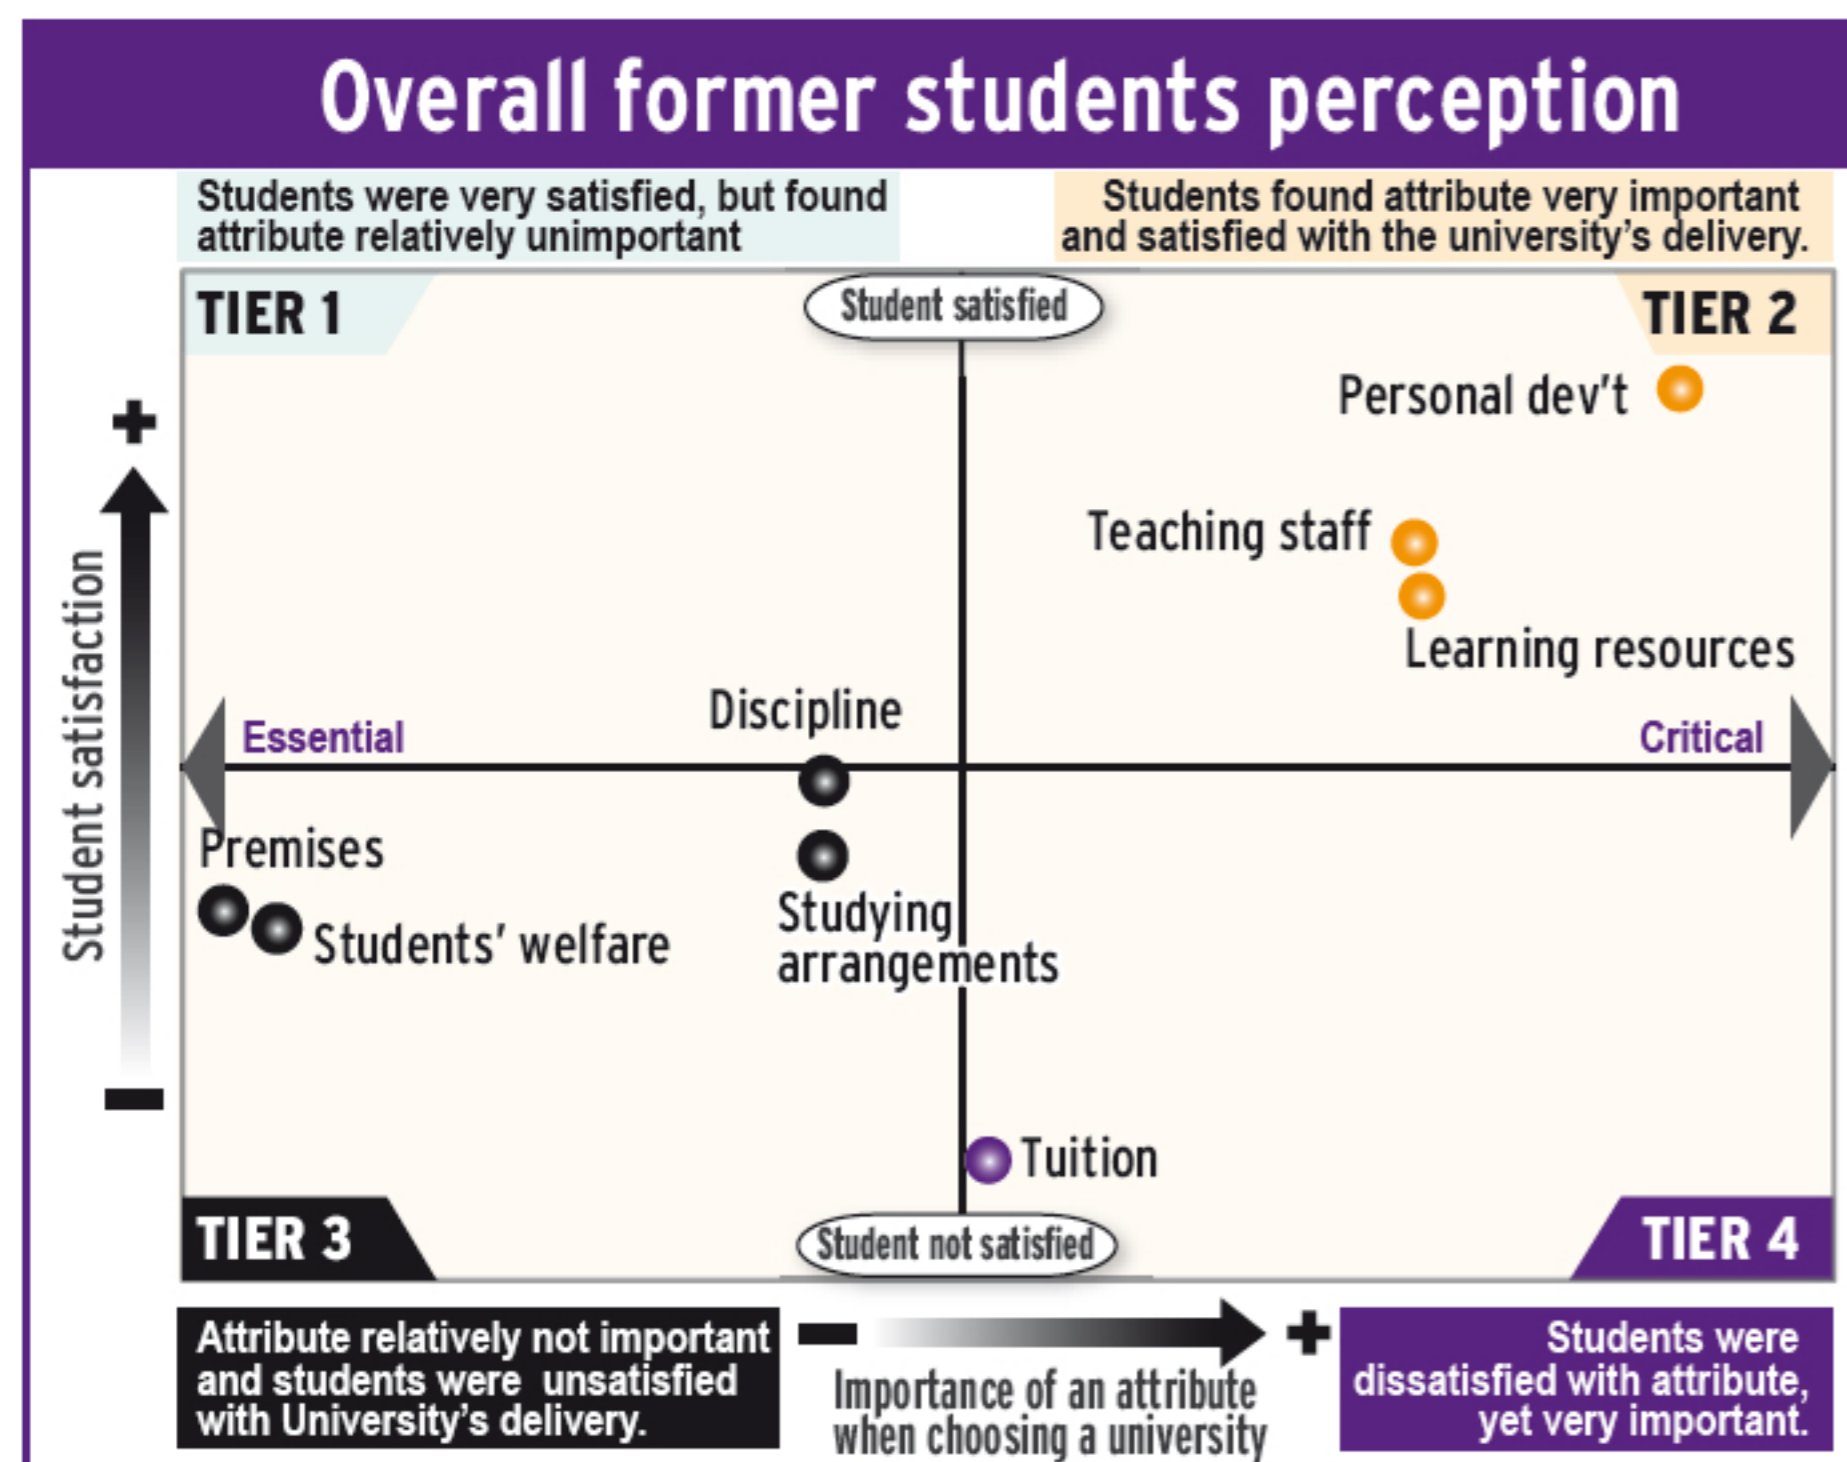 Overall former students perception
Students were very satisfied, but found
attribute relatively unimportant
Students found attribute very important
and satisfied with the university's delivery.
TIER 1
Student satisfied
TIER 2
Personal dev't
Teaching staff
Learning resources
Discipline
Essential
Critical
Student satisfaction
Premises
Students' welfare
Studying
arrangements
Tuition
TIER 3
Student not satisfied
TIER 4
Attribute relatively not important
and students were unsatisfied
with University's delivery.
Importance of an attribute
when choosing a university
Students were
dissatisfied with attribute,
yet very important.